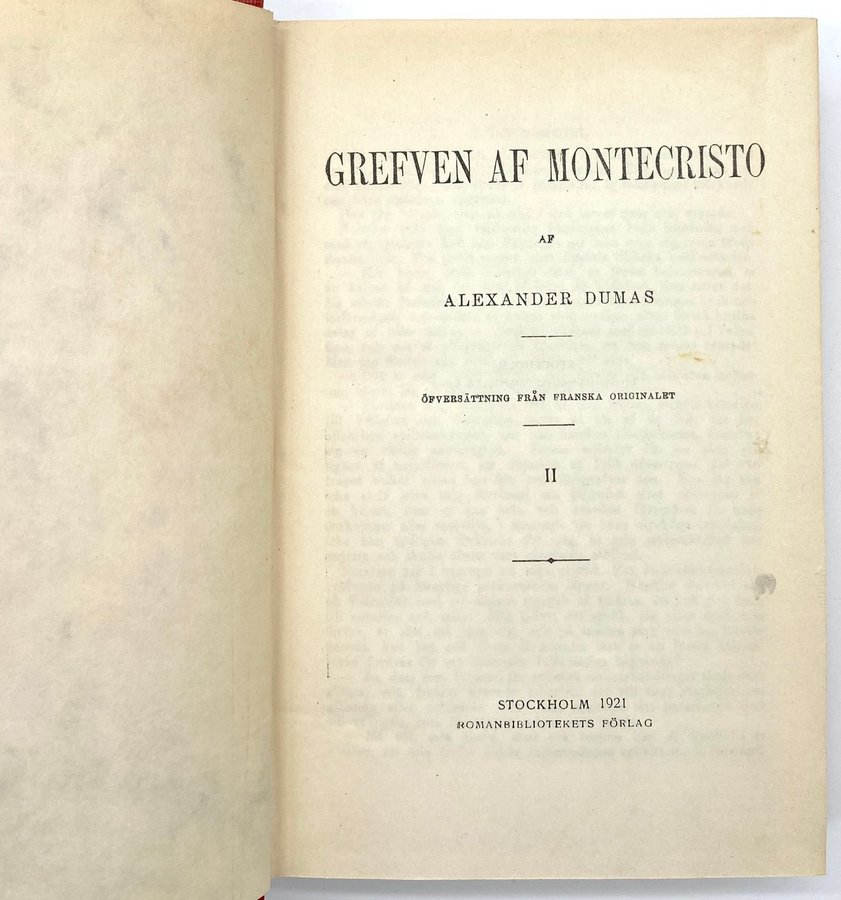 GREFVEN AF MONTECRISTO
AF
ALEXANDER DUMAS
ÖFVERSÄTTNING FRÅN FRANSKA ORIGINALET
II
STOCKHOLM 1921
ROMANBIBLIOTEKETS FÖRLAG